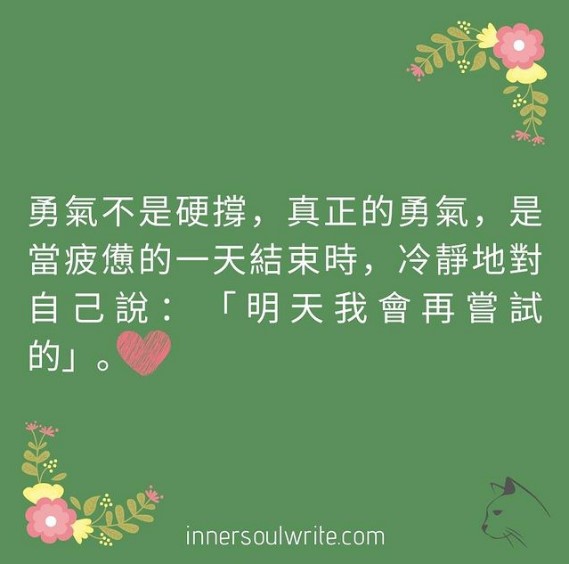 勇氣不是硬撐，真正的勇氣，是
當疲憊的一天結束時，冷靜地對
自己說：「明天我會再嘗試
的」。
innersoulwrite.com